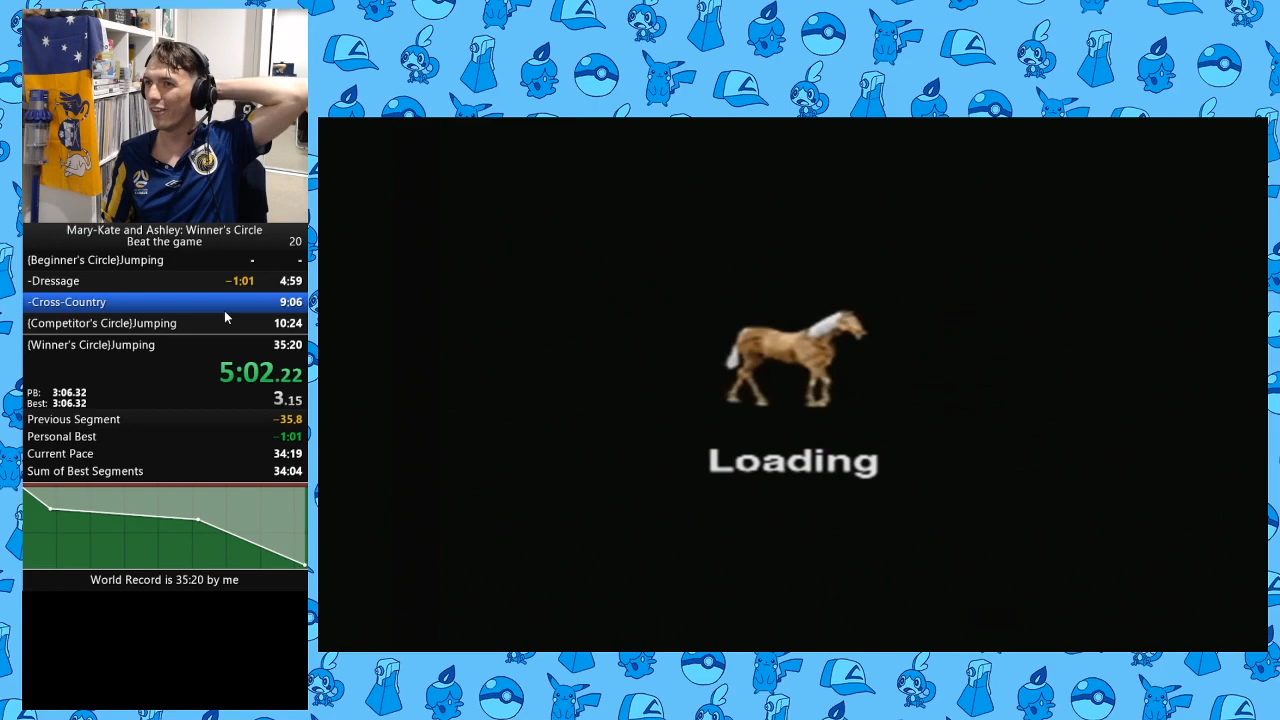 Mary-Kate and Ashley: Winner's Circle
Beat the game 20
{Beginner's Circle}Jumping - -
-Dressage −1:01 4:59
-Cross-Country 9:06
{Competitor's Circle}Jumping 10:24
{Winner's Circle}Jumping 35:20
5:02.22
PB: 3:06.32
Best: 3:06.32
3.15
Previous Segment −35.8
Personal Best −1:01
Current Pace 34:19
Sum of Best Segments 34:04
World Record is 35:20 by me
Loading